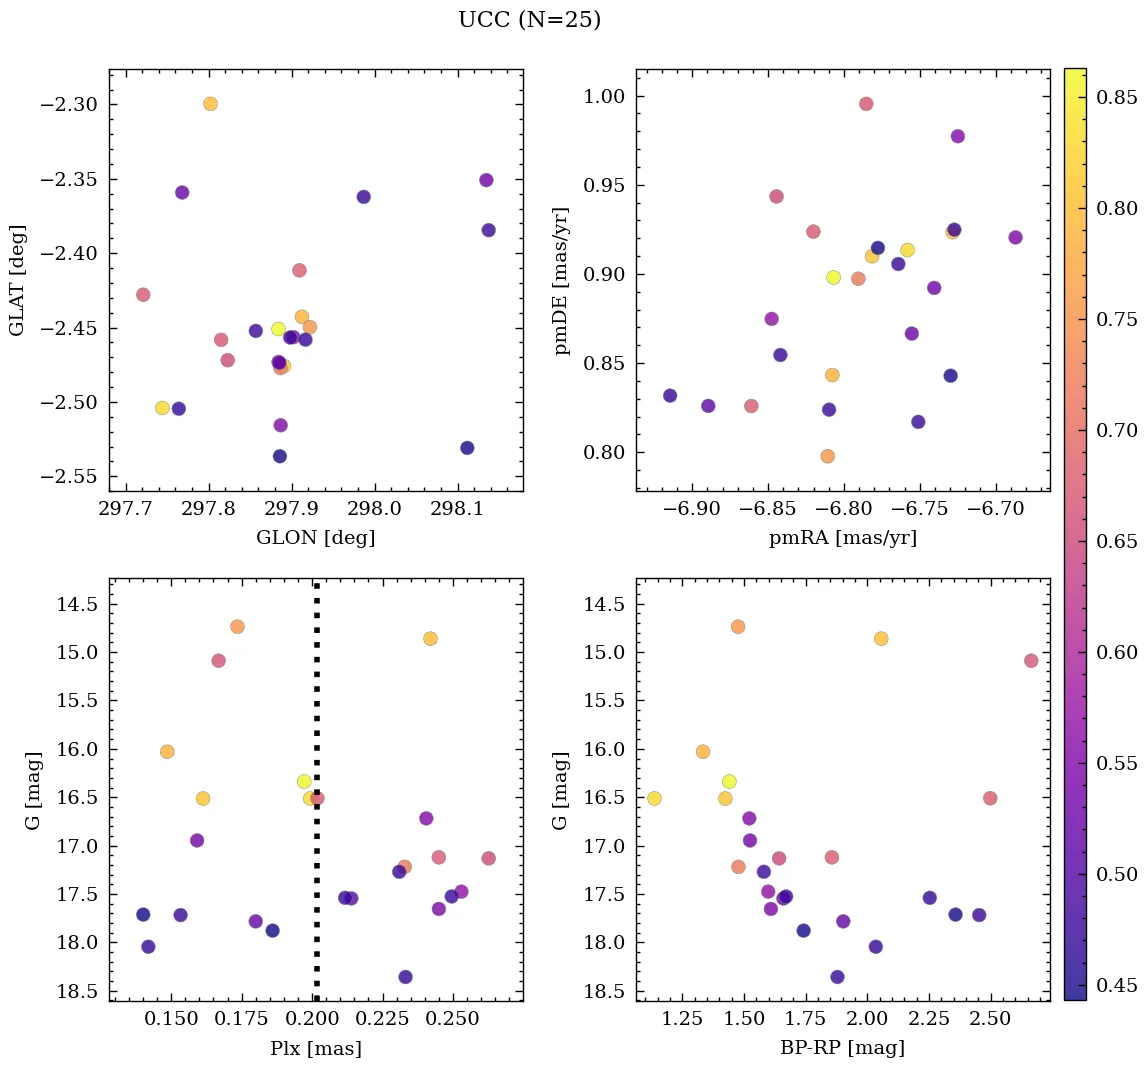 UCC (N=25)
−2.30
−2.35
−2.40
−2.45
−2.50
−2.55
GLAT [deg]
297.7 297.8 297.9 298.0 298.1
GLON [deg]
1.00
0.95
0.90
0.85
0.80
pmDE [mas/yr]
−6.90 −6.85 −6.80 −6.75 −6.70
pmRA [mas/yr]
14.5
15.0
15.5
16.0
16.5
17.0
17.5
18.0
18.5
G [mag]
0.150 0.175 0.200 0.225 0.250
Plx [mas]
14.5
15.0
15.5
16.0
16.5
17.0
17.5
18.0
18.5
G [mag]
1.25 1.50 1.75 2.00 2.25 2.50
BP-RP [mag]
0.85
0.80
0.75
0.70
0.65
0.60
0.55
0.50
0.45